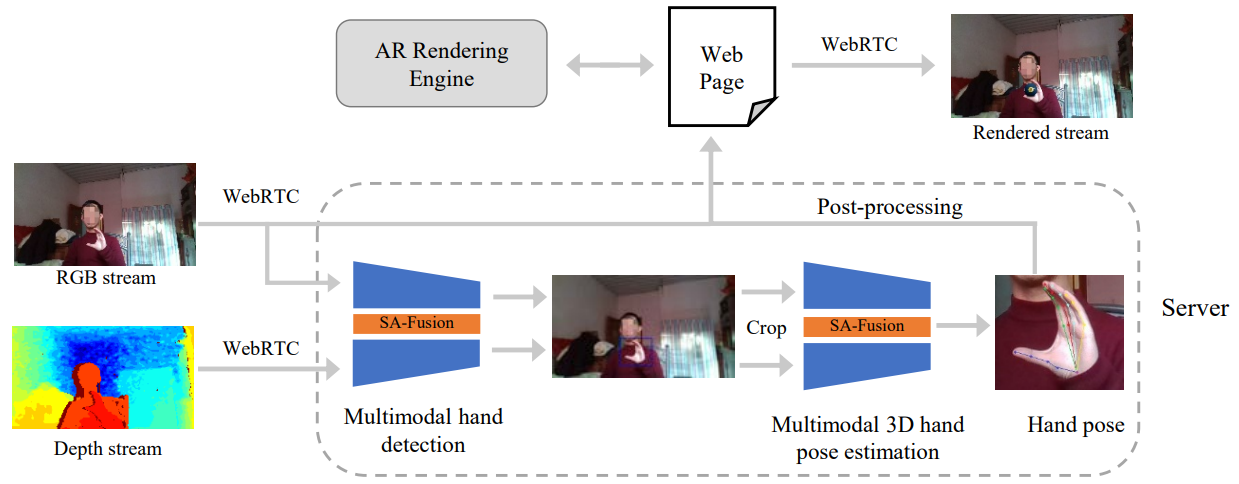 AR Rendering
Engine
Web
Page
WebRTC
Rendered stream
WebRTC
RGB stream
Post-processing
SA-Fusion
Crop
SA-Fusion
Server
WebRTC
Depth stream
Multimodal hand
detection
Multimodal 3D hand
pose estimation
Hand pose